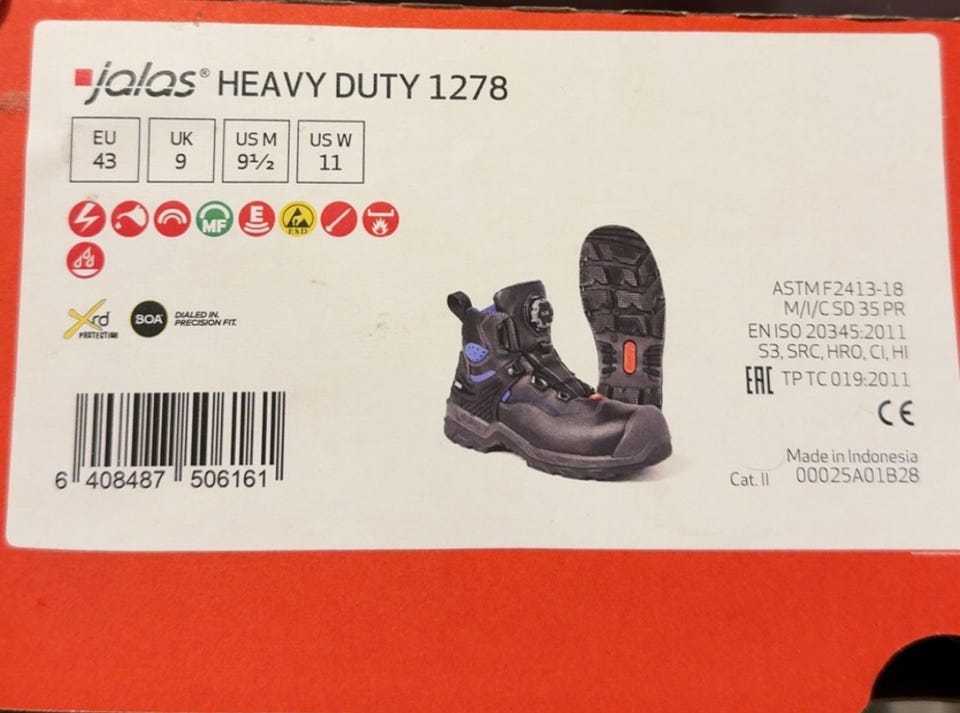 jalas® HEAVY DUTY 1278
EU
43
UK
9
US M
9½
US W
11
MF
E
ESD
Xrd
PROTECTION
BOA
DIALED IN.
PRECISION FIT.
ASTM F2413-18
M/I/C SD 35 PR
EN ISO 20345:2011
S3, SRC, HRO, CI, HI
EAC TP TC 019:2011
CE
Made in Indonesia
Cat. II 00025A01B28
6 408487 506161